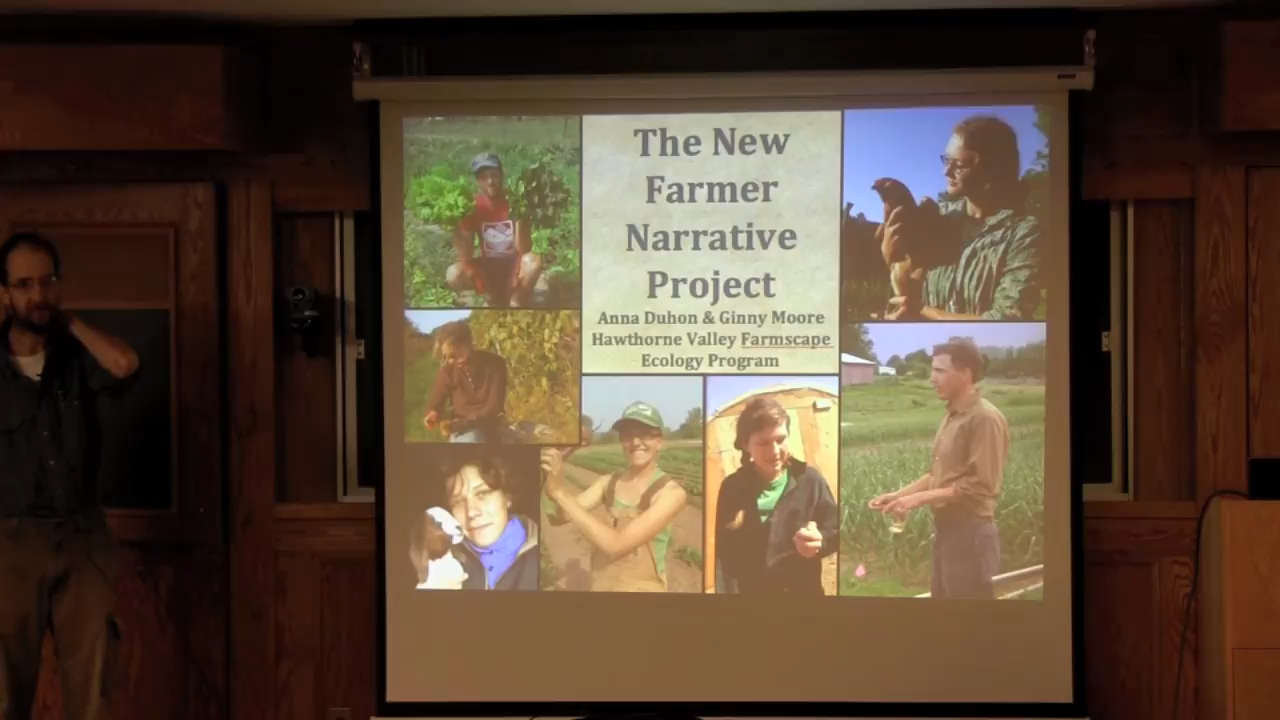 The New
Farmer
Narrative
Project
Anna Duhon & Ginny Moore
Hawthorne Valley Farmscape
Ecology Program